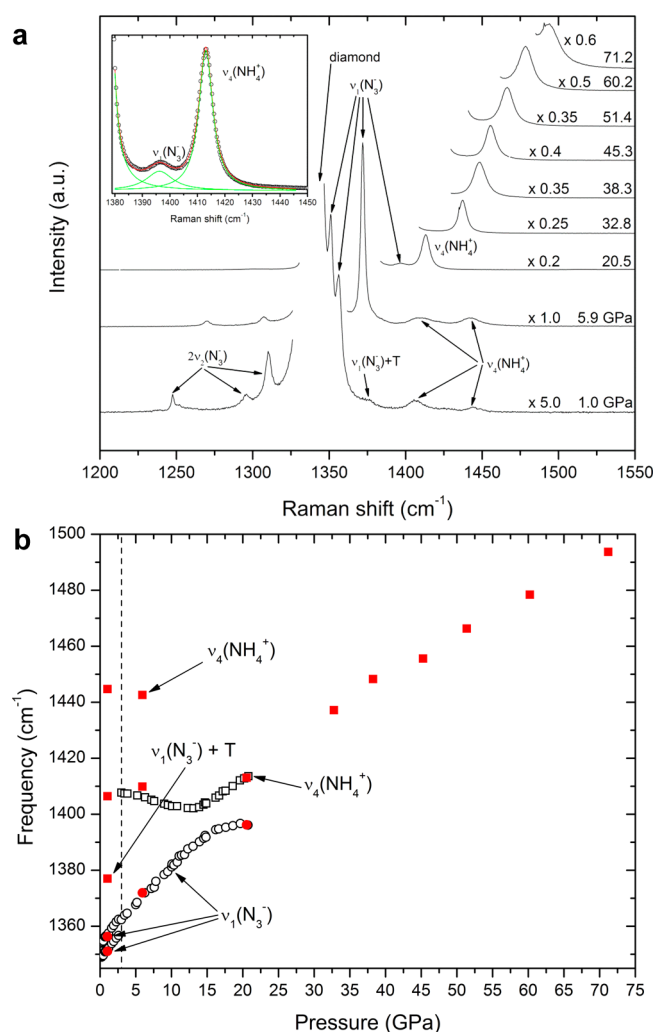 a
ν₄(NH₄⁺)
ν₁(N₃⁻)
1380 1390 1400 1410 1420 1430 1440 1450
Raman shift (cm⁻¹)
diamond
ν₁(N₃⁻)
x 0.6
71.2
x 0.5 60.2
x 0.35 51.4
x 0.4 45.3
x 0.35 38.3
x 0.25 32.8
ν₄(NH₄⁺)
x 0.2 20.5
x 1.0 5.9 GPa
2ν₂(N₃⁻)
ν₁(N₃⁻)+T
ν₄(NH₄⁺)
x 5.0 1.0 GPa
Intensity (a.u.)
1200 1250 1300 1350 1400 1450 1500 1550
Raman shift (cm⁻¹)
b
1500
1480
1460
1440
1420
1400
1380
1360
Frequency (cm⁻¹)
ν₄(NH₄⁺)
ν₁(N₃⁻) + T
ν₄(NH₄⁺)
ν₁(N₃⁻)
0 5 10 15 20 25 30 35 40 45 50 55 60 65 70 75
Pressure (GPa)